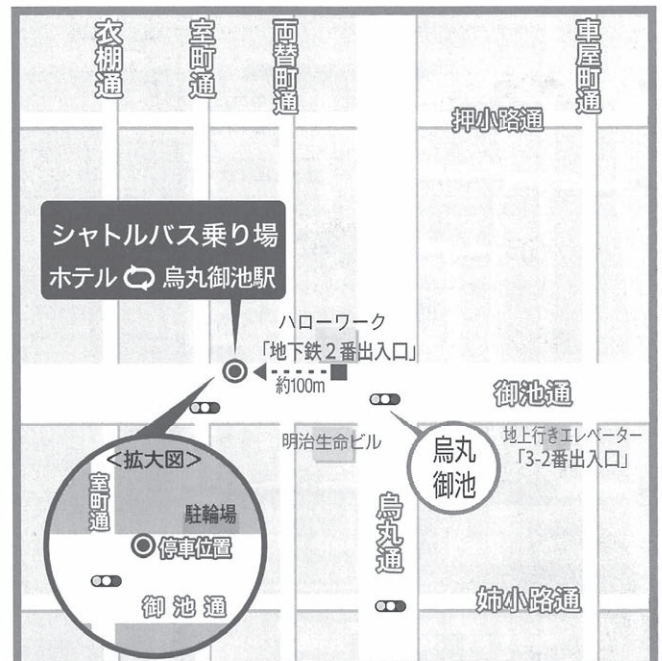 衣棚通
室町通
両替町通
車屋町通
押小路通
シャトルバス乗り場
ホテル 烏丸御池駅
ハローワーク
「地下鉄2番出入口」
約100m
御池通
明治生命ビル
烏丸
御池
地上行きエレベーター
「3-2番出入口」
<拡大図>
室町通
駐輪場
停車位置
御池通
烏丸通
姉小路通